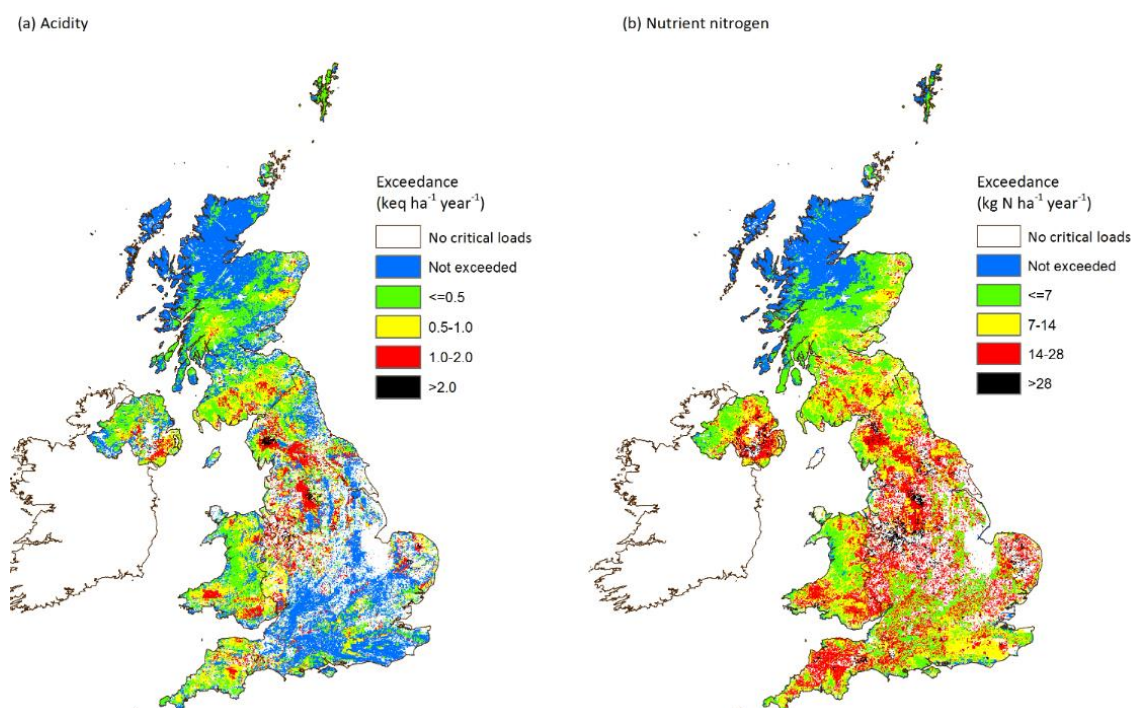 (a) Acidity
Exceedance
(keq ha⁻¹ year⁻¹)
No critical loads
Not exceeded
<=0.5
0.5-1.0
1.0-2.0
>2.0
(b) Nutrient nitrogen
Exceedance
(kg N ha⁻¹ year⁻¹)
No critical loads
Not exceeded
<=7
7-14
14-28
>28